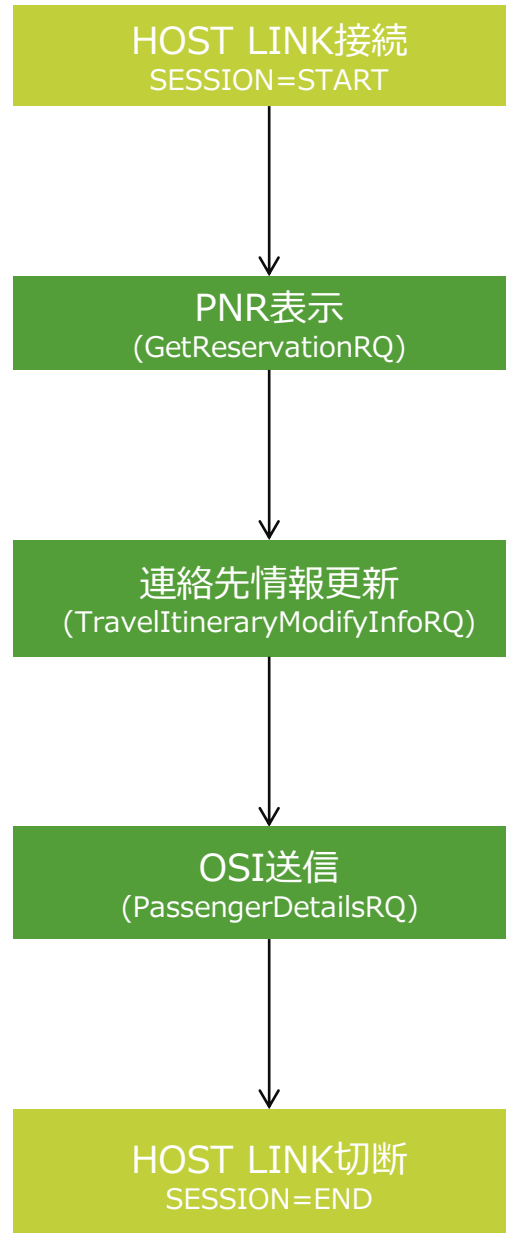 HOST LINK接続
SESSION=START
PNR表示
(GetReservationRQ)
連絡先情報更新
(TravelItineraryModifyInfoRQ)
OSI送信
(PassengerDetailsRQ)
HOST LINK切断
SESSION=END